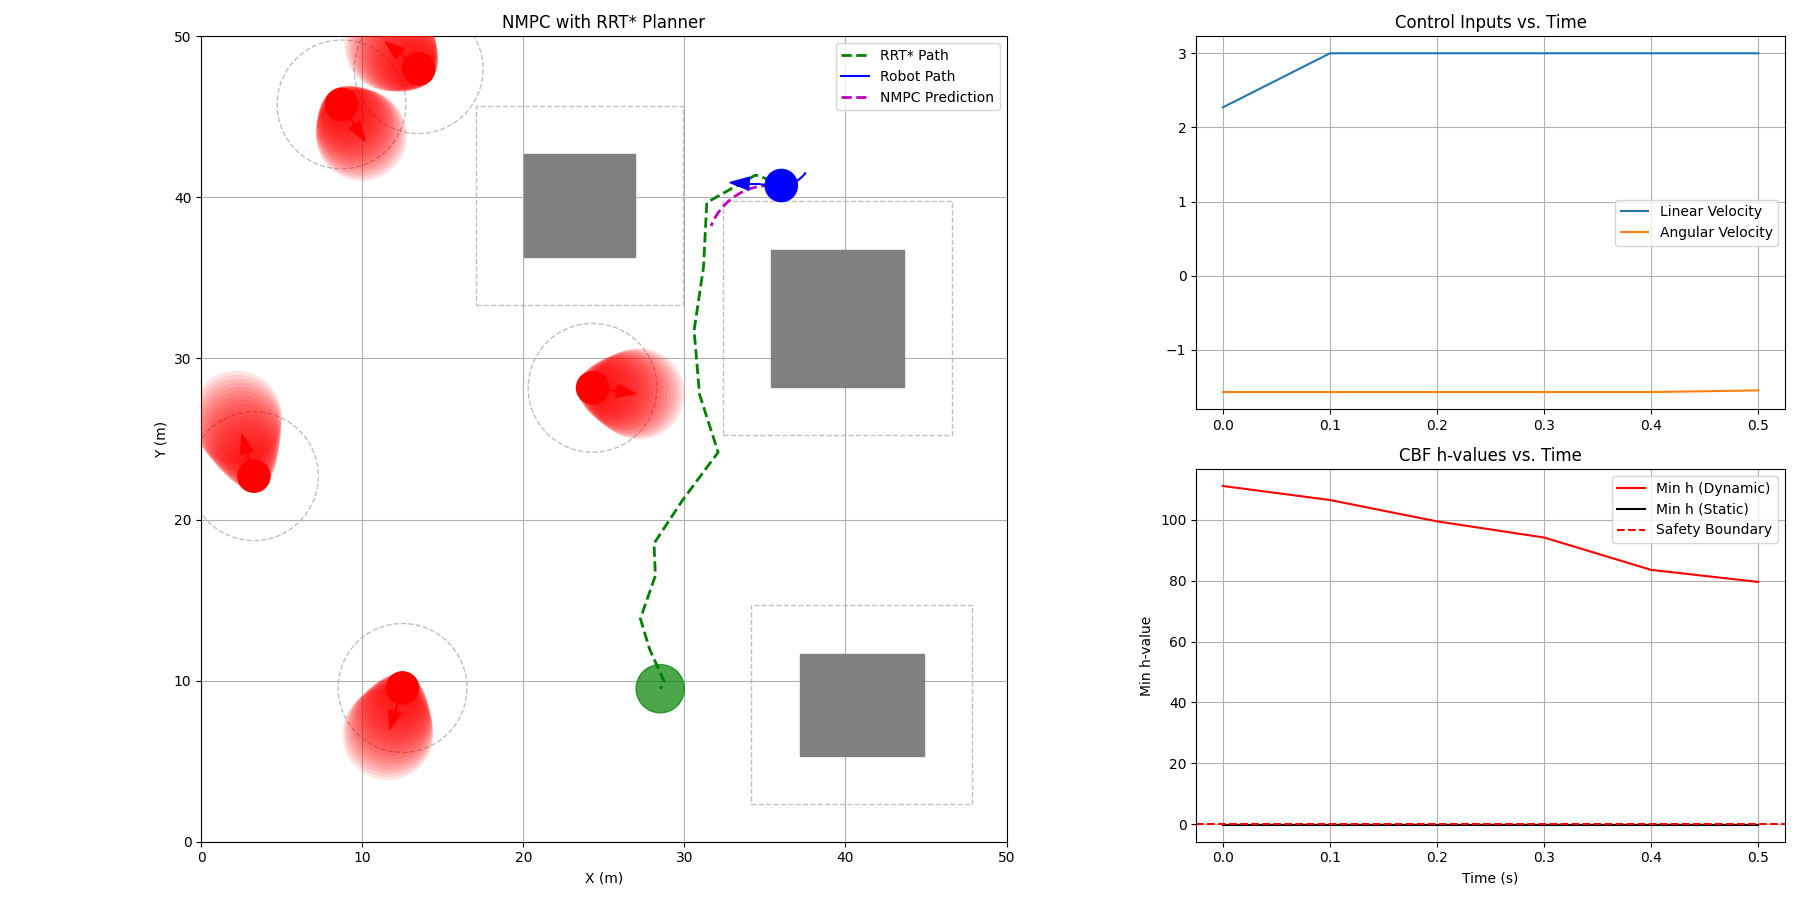 NMPC with RRT* Planner
RRT* Path
Robot Path
NMPC Prediction
50
40
30
20
10
0
Y (m)
0 10 20 30 40 50
X (m)
Control Inputs vs. Time
3
2
1
0
−1
Linear Velocity
Angular Velocity
0.0 0.1 0.2 0.3 0.4 0.5
CBF h-values vs. Time
Min h (Dynamic)
Min h (Static)
Safety Boundary
100
80
60
40
20
0
Min h-value
0.0 0.1 0.2 0.3 0.4 0.5
Time (s)